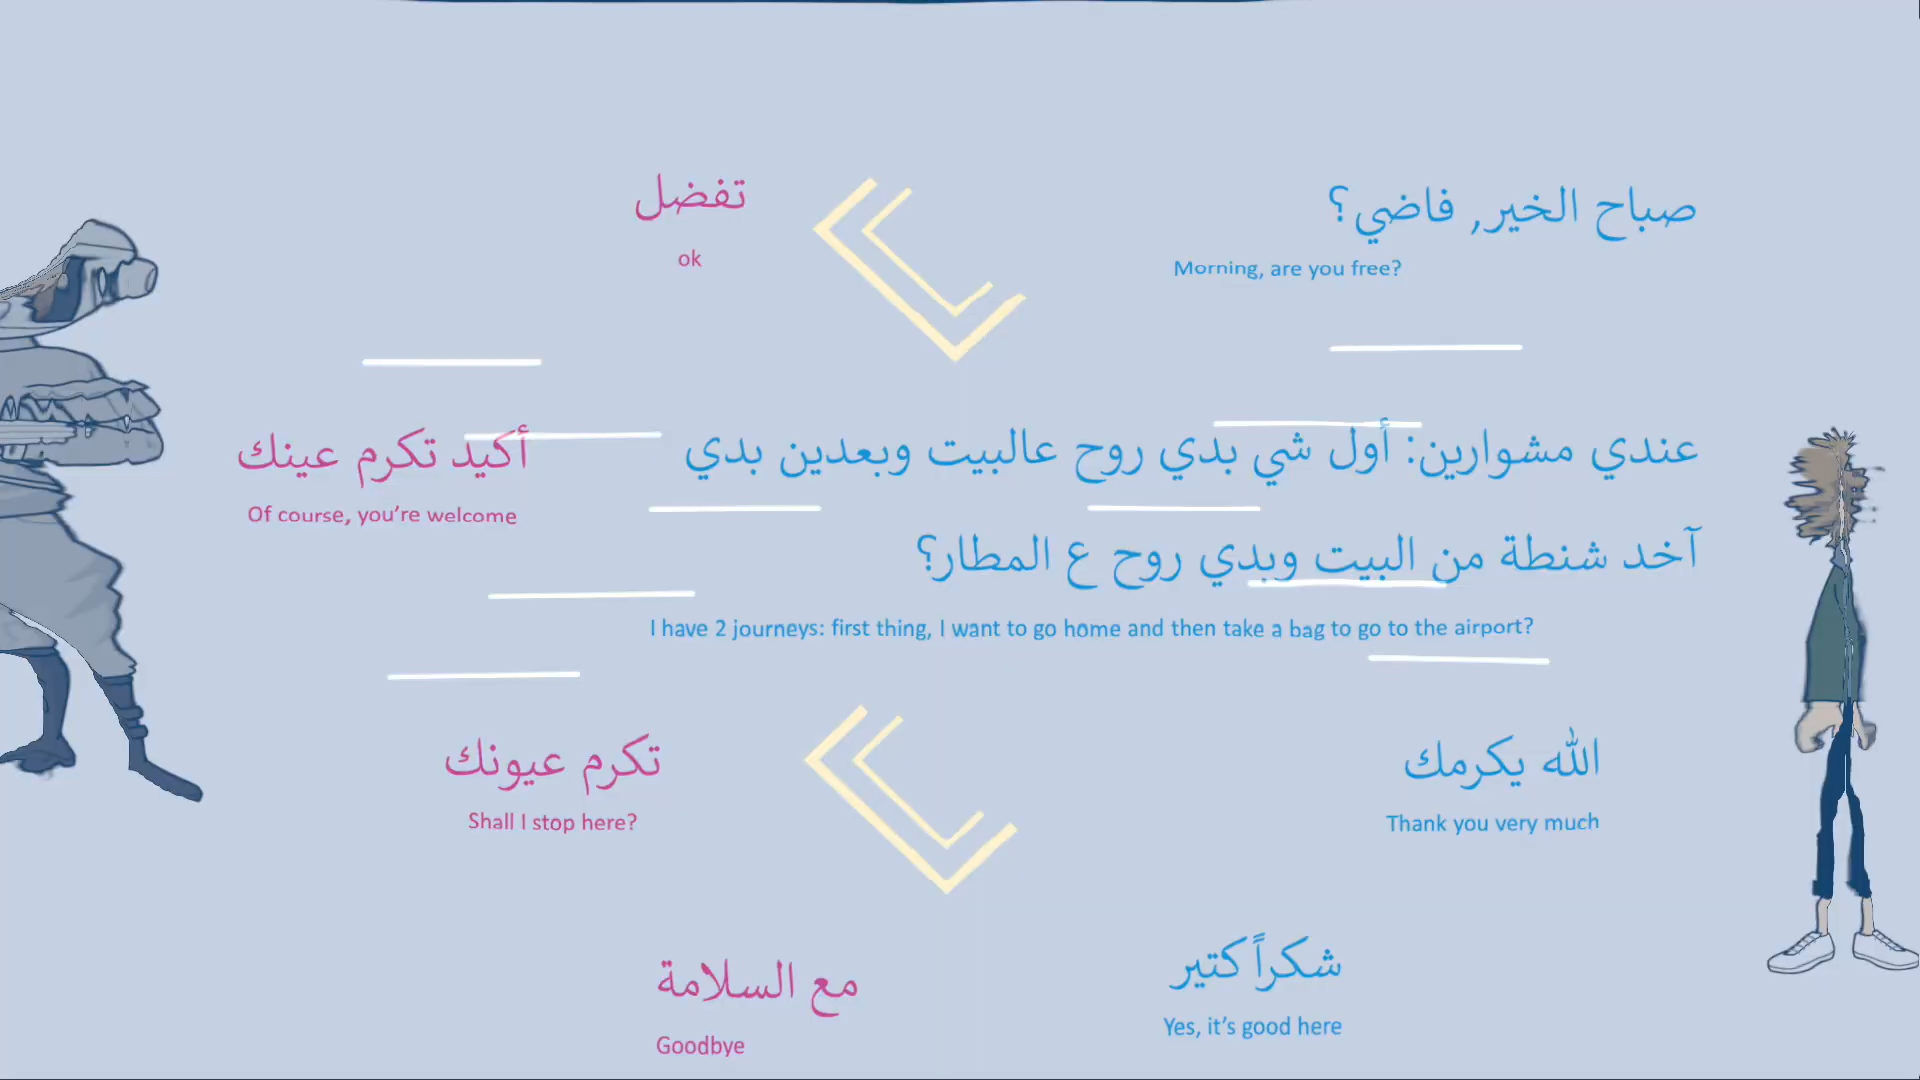 صباح الخير, فاضي؟
Morning, are you free?
تفضل
ok
عندي مشوارين: أول شي بدي روح عالبيت وبعدين بدي
آخد شنطة من البيت وبدي روح ع المطار؟
I have 2 journeys: first thing, I want to go home and then take a bag to go to the airport?
أكيد تكرم عينك
Of course, you're welcome
الله يكرمك
Thank you very much
تكرم عيونك
Shall I stop here?
شكراً كتير
Yes, it's good here
مع السلامة
Goodbye